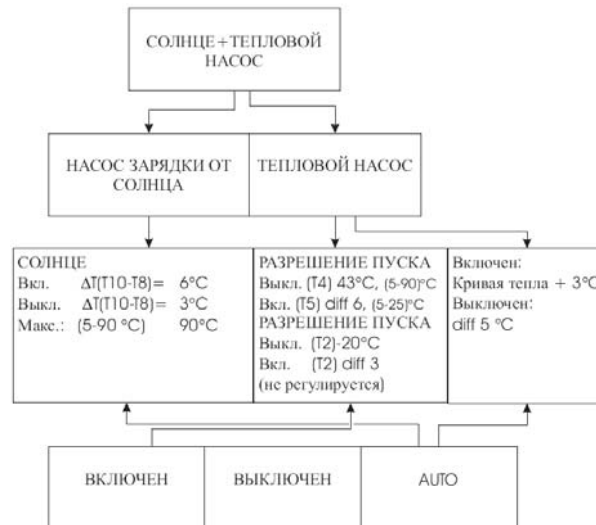 СОЛНЦЕ+ТЕПЛОВОЙ
НАСОС
НАСОС ЗАРЯДКИ ОТ
СОЛНЦА
ТЕПЛОВОЙ НАСОС
СОЛНЦЕ
Вкл. ΔT(T10-T8)= 6°C
Выкл. ΔT(T10-T8)= 3°C
Макс.: (5-90 °C) 90°C
РАЗРЕШЕНИЕ ПУСКА
Выкл. (T4) 43°C, (5-90)°C
Вкл. (T5) diff 6, (5-25)°C
РАЗРЕШЕНИЕ ПУСКА
Выкл. (T2)-20°C
Вкл. (T2) diff 3
(не регулируется)
Включен:
Кривая тепла + 3°C
Выключен:
diff 5 °C
ВКЛЮЧЕН
ВЫКЛЮЧЕН
AUTO